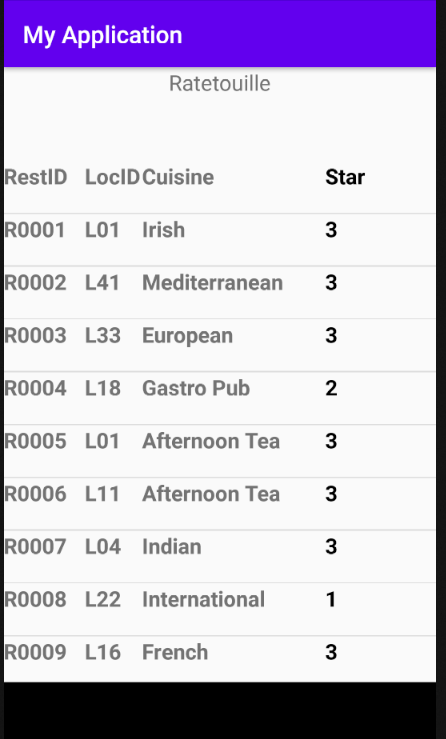 My Application
Ratetouille
RestID LocID Cuisine Star
R0001 L01 Irish 3
R0002 L41 Mediterranean 3
R0003 L33 European 3
R0004 L18 Gastro Pub 2
R0005 L01 Afternoon Tea 3
R0006 L11 Afternoon Tea 3
R0007 L04 Indian 3
R0008 L22 International 1
R0009 L16 French 3